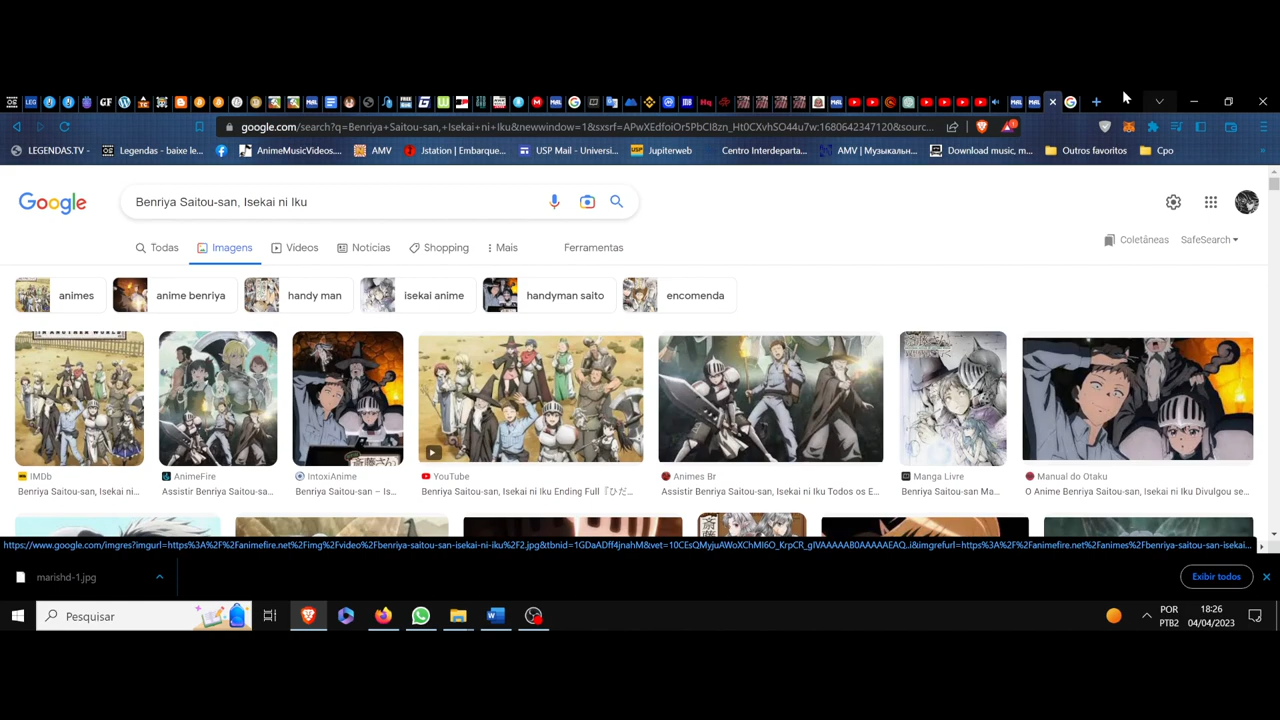 google.com/search?q=Benriya Saitou-san,+Isekai+ni+Iku&newwindow=1&sxsrf=APwXEdfoiOr5PbCI8zn_Ht0CXvhSO44u7w:1680642347120&sourc...
LEGENDAS.TV - Legendas - baixe le... AnimeMusicVideos... AMV Jstation | Embarque... USP Mail - Universi... Jupiterweb Centro Interdeparta... AMV | Музыкальн... Download music, m... Outros favoritos Cpo
Google
Benriya Saitou-san, Isekai ni Iku
Todas Imagens Vídeos Notícias Shopping Mais Ferramentas
Coletâneas SafeSearch
animes anime benriya handy man isekai anime handyman saito encomenda
IN ANOTHER WORLD
IMDb AnimeFire IntoxiAnime YouTube Animes Br Manga Livre Manual do Otaku
Benriya Saitou-san, Isekai ni... Assistir Benriya Saitou-sa... Benriya Saitou-san – Is... Benriya Saitou-san, Isekai ni Iku Ending Full『ひだ... Assistir Benriya Saitou-san, Isekai ni Iku Todos os E... Benriya Saitou-san Ma... O Anime Benriya Saitou-san, Isekai ni Iku Divulgou se...
marishd-1.jpg
Exibir todos
Pesquisar
POR 18:26
PTB2 04/04/2023